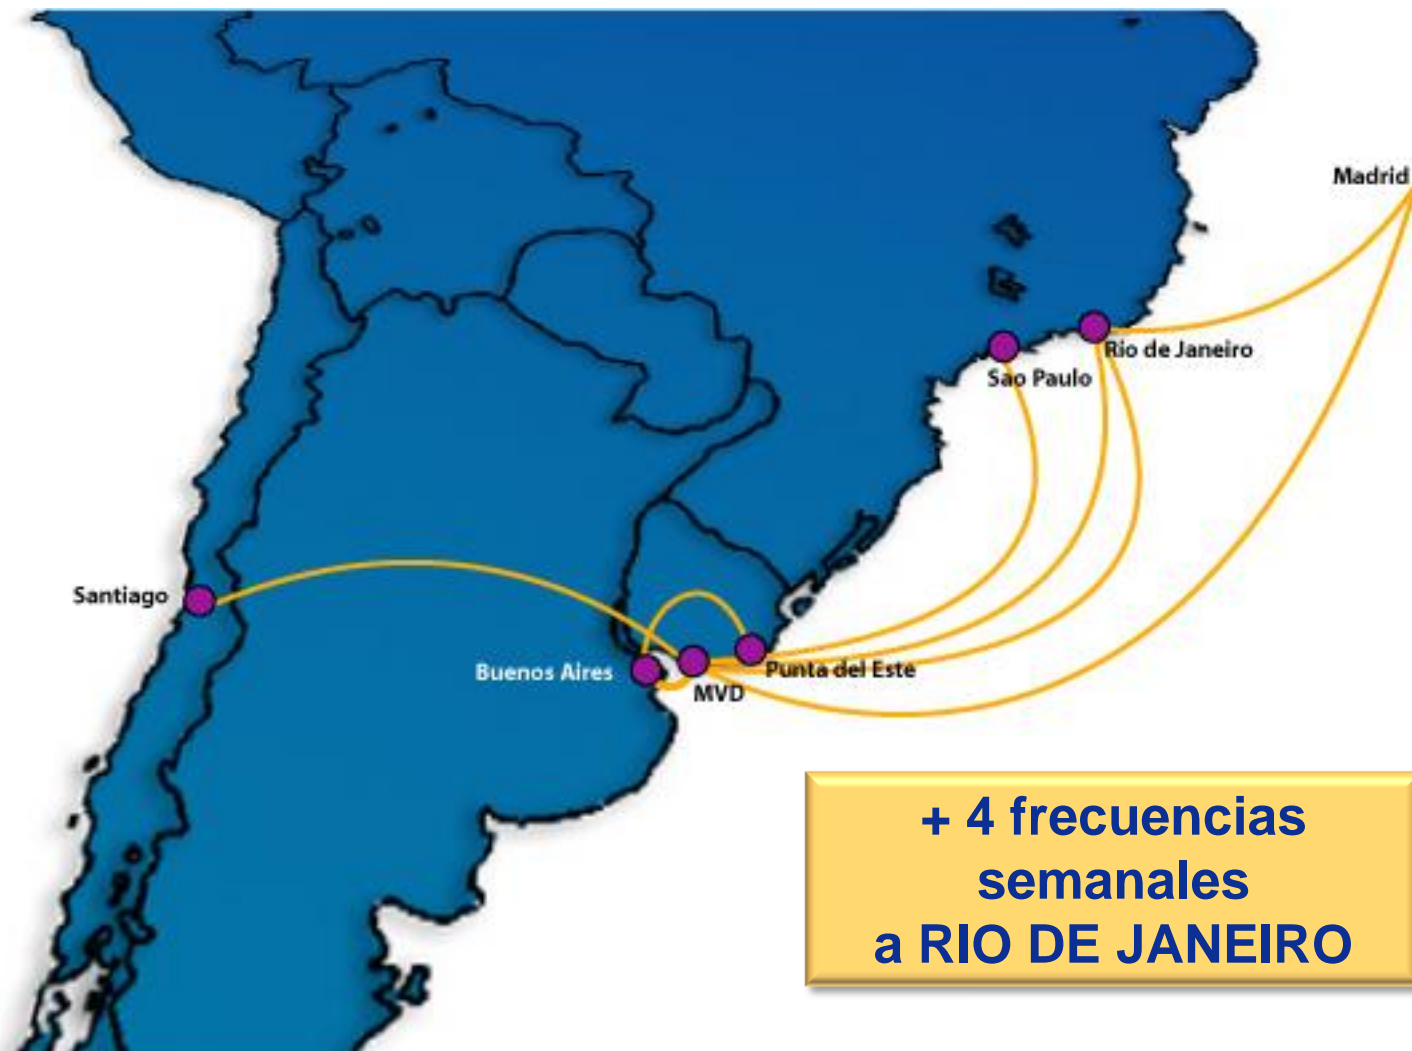 Madrid
Rio de Janeiro
Sao Paulo
Santiago
Buenos Aires
Punta del Este
MVD
+ 4 frecuencias
semanales
a RIO DE JANEIRO